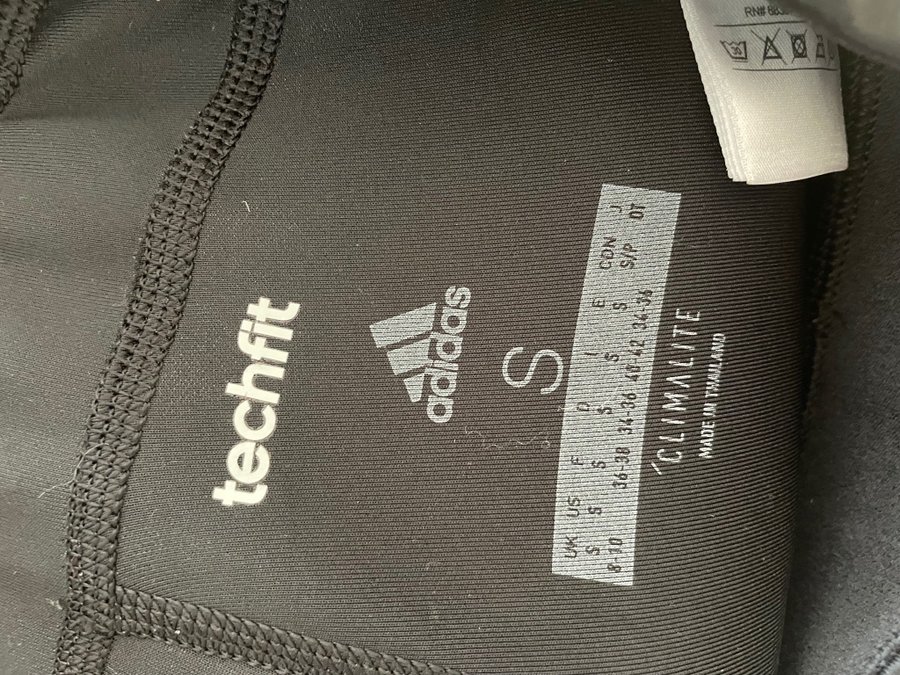 techfit
adidas
S
UK US F D I E CDN J
S S S S S S S/P OT
8-10 36-38 34-36 40-42 34-36
CLIMALITE
MADE IN THAILAND
RN#